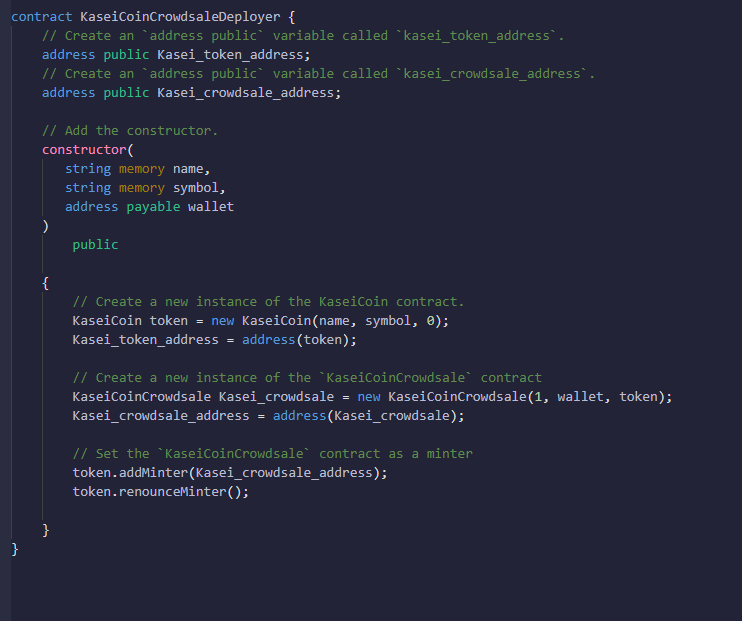 contract KaseiCoinCrowdsaleDeployer {
// Create an `address public` variable called `kasei_token_address`.
address public Kasei_token_address;
// Create an `address public` variable called `kasei_crowdsale_address`.
address public Kasei_crowdsale_address;
// Add the constructor.
constructor(
string memory name,
string memory symbol,
address payable wallet
)
public
{
// Create a new instance of the KaseiCoin contract.
KaseiCoin token = new KaseiCoin(name, symbol, 0);
Kasei_token_address = address(token);
// Create a new instance of the `KaseiCoinCrowdsale` contract
KaseiCoinCrowdsale Kasei_crowdsale = new KaseiCoinCrowdsale(1, wallet, token);
Kasei_crowdsale_address = address(Kasei_crowdsale);
// Set the `KaseiCoinCrowdsale` contract as a minter
token.addMinter(Kasei_crowdsale_address);
token.renounceMinter();
}
}